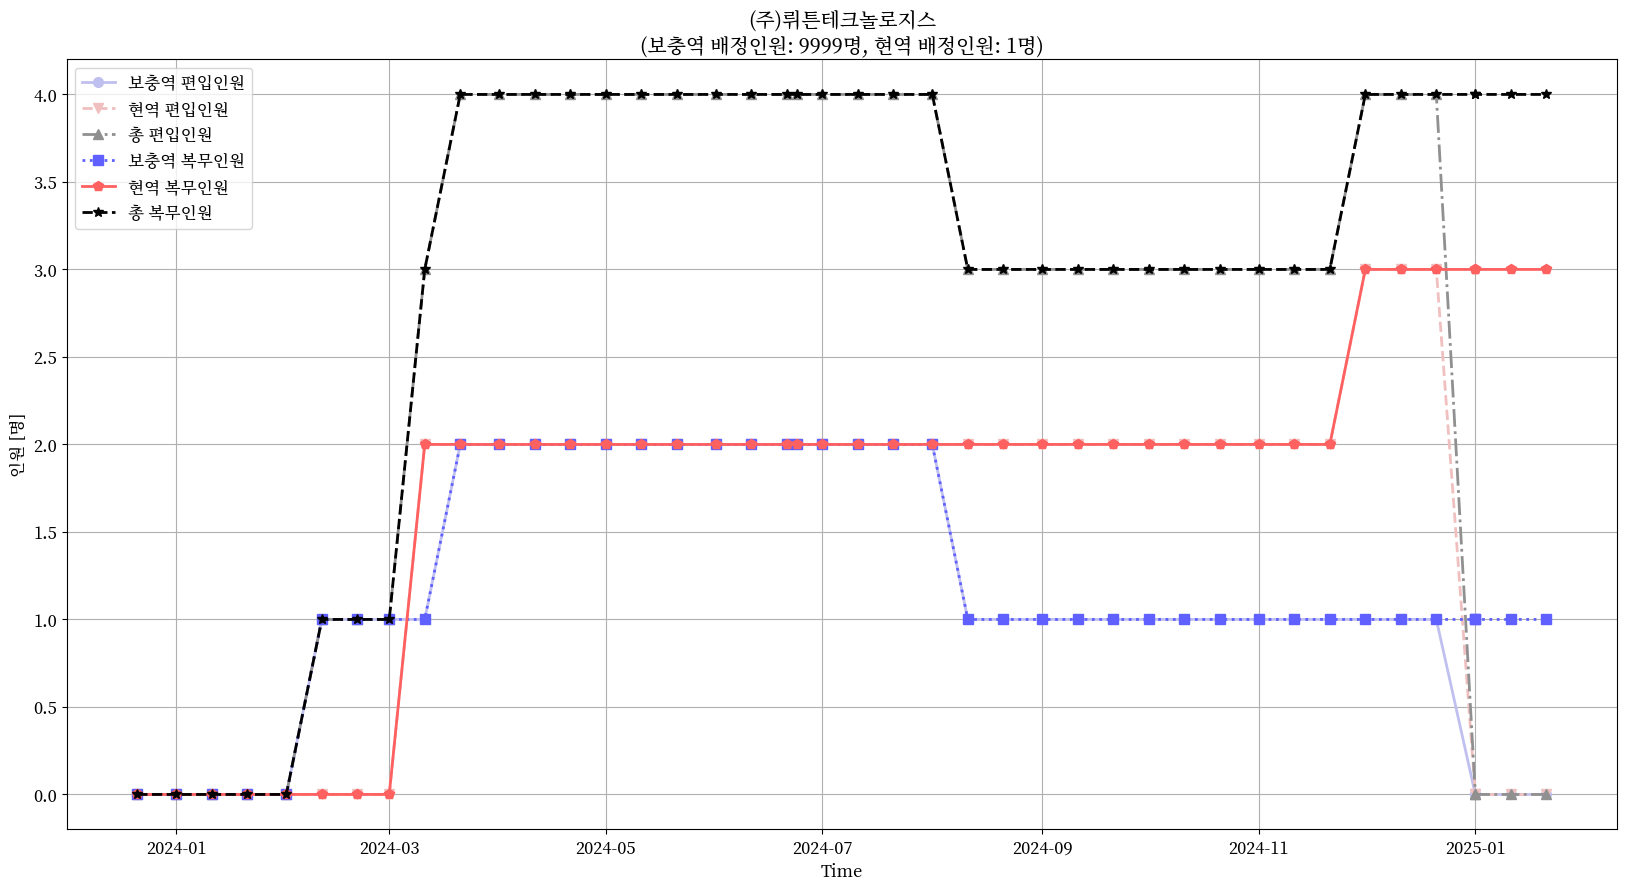 (주)뤼튼테크놀로지스
(보충역 배정인원: 9999명, 현역 배정인원: 1명)
보충역 편입인원
현역 편입인원
총 편입인원
보충역 복무인원
현역 복무인원
총 복무인원
4.0
3.5
3.0
2.5
2.0
1.5
1.0
0.5
0.0
인원 [명]
2024-01
2024-03
2024-05
2024-07
2024-09
2024-11
2025-01
Time